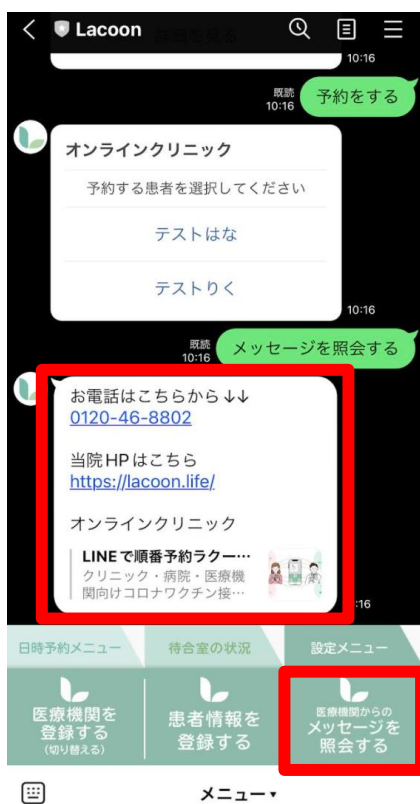 Lacoon
10:16
既読
10:16
予約をする
オンラインクリニック
予約する患者を選択してください
テストはな
テストりく
10:16
既読
10:16
メッセージを照会する
お電話はこちらから↓↓
0120-46-8802
当院HPはこちら
https://lacoon.life/
オンラインクリニック
LINEで順番予約ラクー…
クリニック・病院・医療機
関向けコロナワクチン接…
:16
日時予約メニュー
待合室の状況
設定メニュー
医療機関を
登録する
(切り替える)
患者情報を
登録する
医療機関からの
メッセージを
照会する
メニュー▾